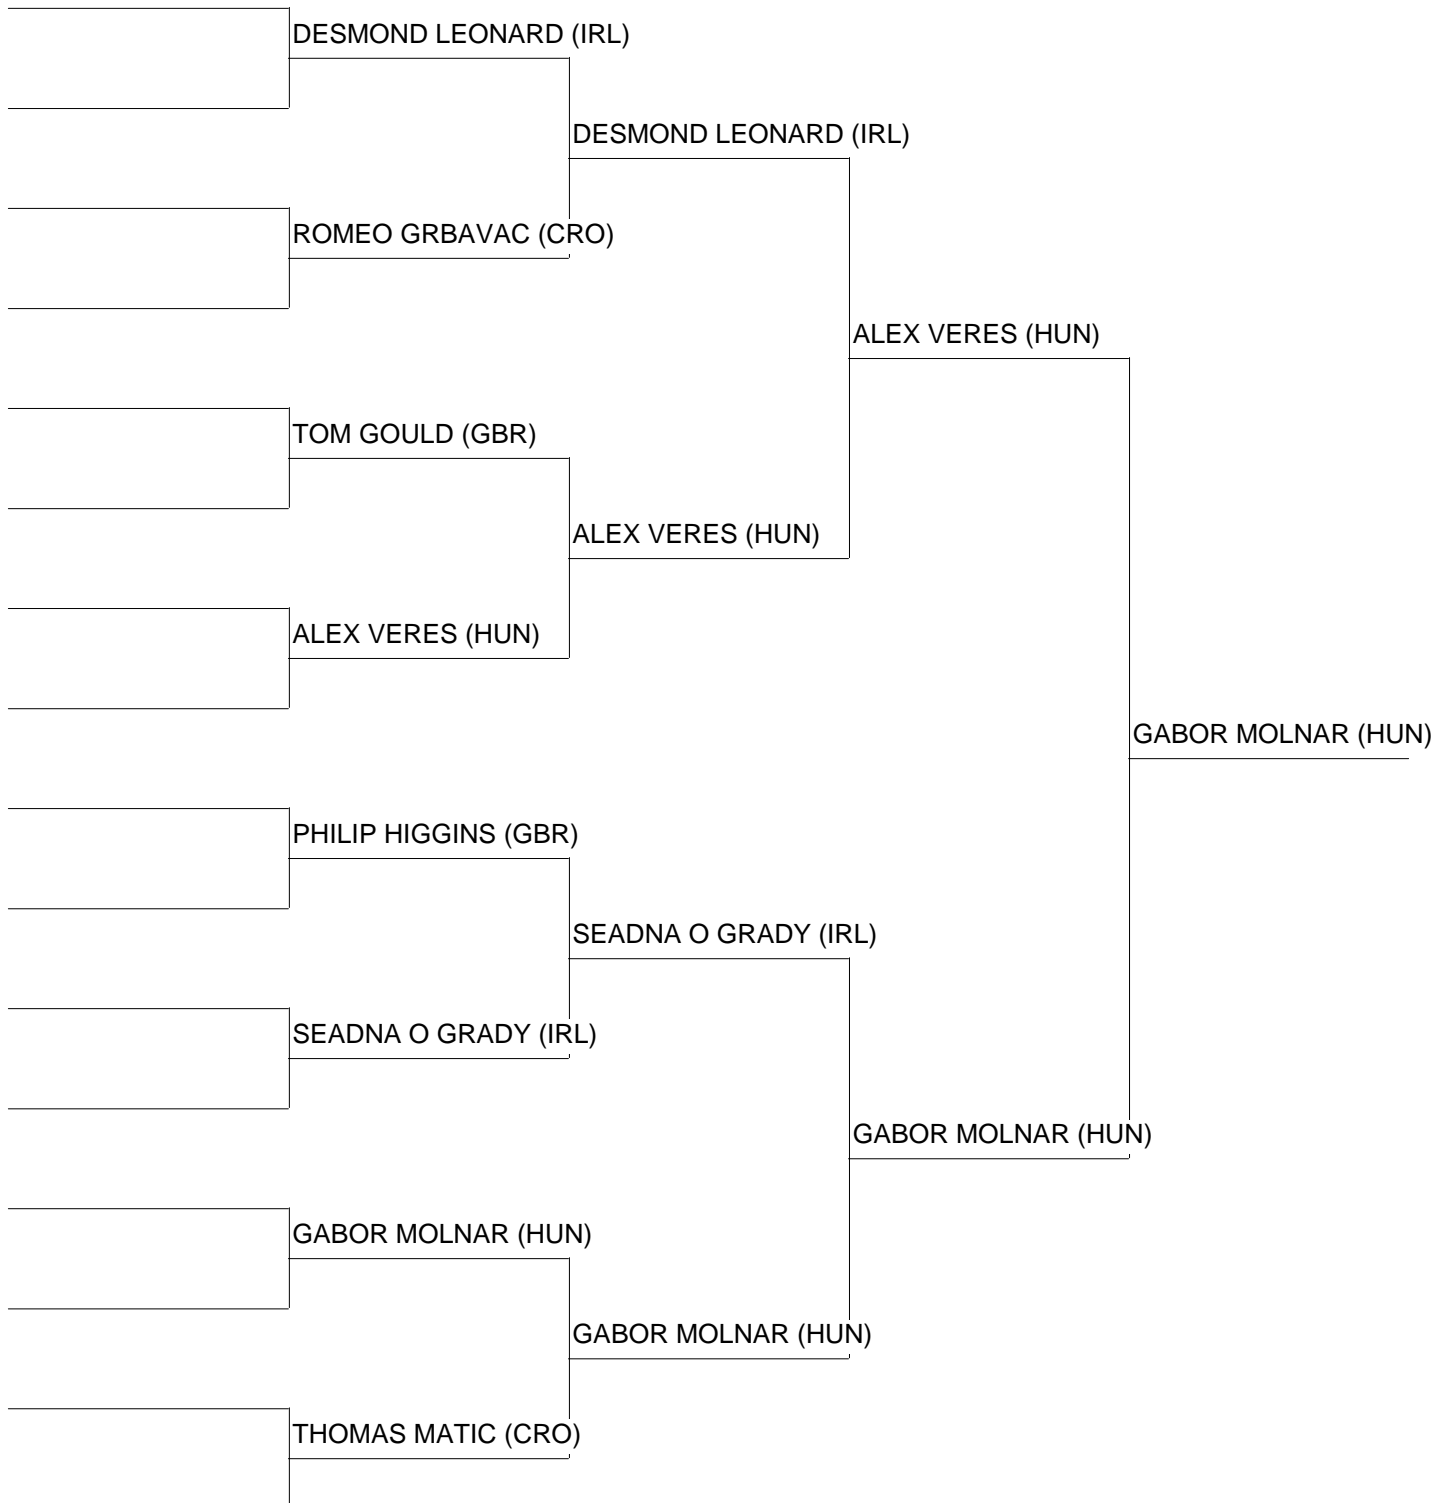 DESMOND LEONARD (IRL)
DESMOND LEONARD (IRL)
ROMEO GRBAVAC (CRO)
ALEX VERES (HUN)
TOM GOULD (GBR)
ALEX VERES (HUN)
ALEX VERES (HUN)
GABOR MOLNAR (HUN)
PHILIP HIGGINS (GBR)
SEADNA O GRADY (IRL)
SEADNA O GRADY (IRL)
GABOR MOLNAR (HUN)
GABOR MOLNAR (HUN)
GABOR MOLNAR (HUN)
THOMAS MATIC (CRO)